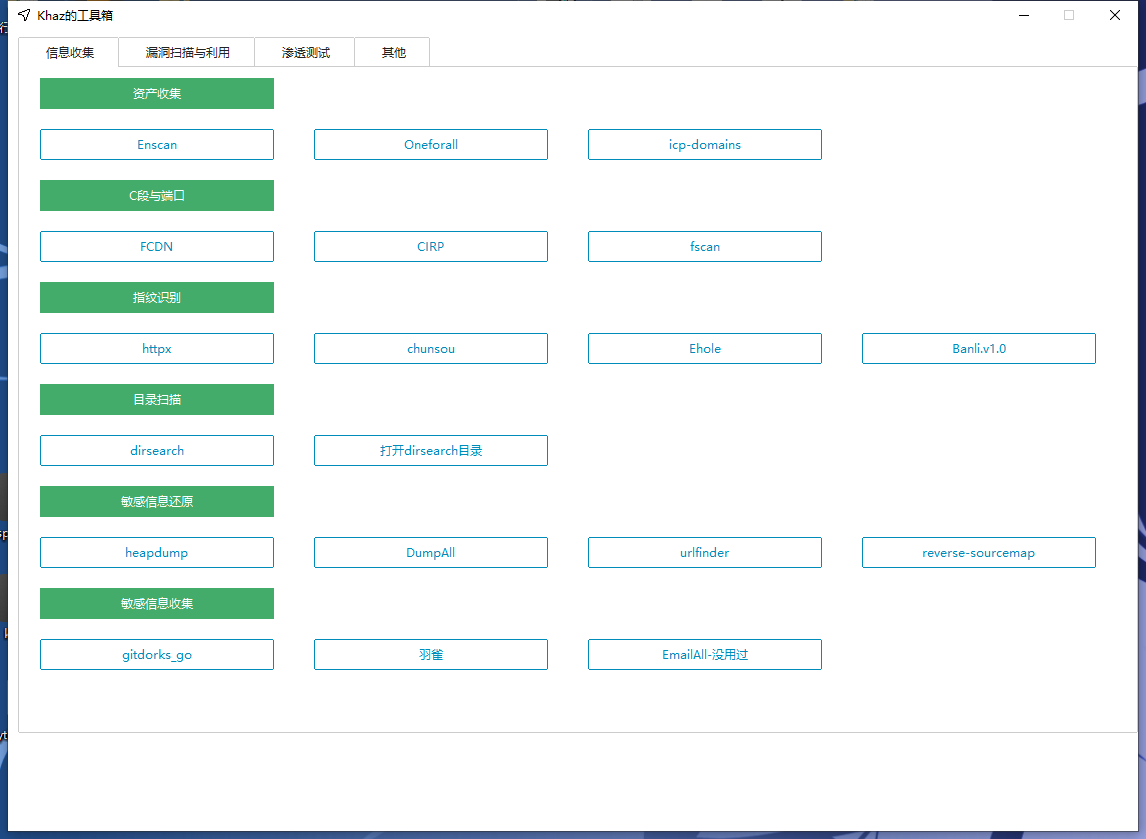 Khaz的工具箱
信息收集 漏洞扫描与利用 渗透测试 其他
资产收集
Enscan Oneforall icp-domains
C段与端口
FCDN CIRP fscan
指纹识别
httpx chunsou Ehole Banli.v1.0
目录扫描
dirsearch 打开dirsearch目录
敏感信息还原
heapdump DumpAll urlfinder reverse-sourcemap
敏感信息收集
gitdorks_go 羽雀 EmailAll-没用过